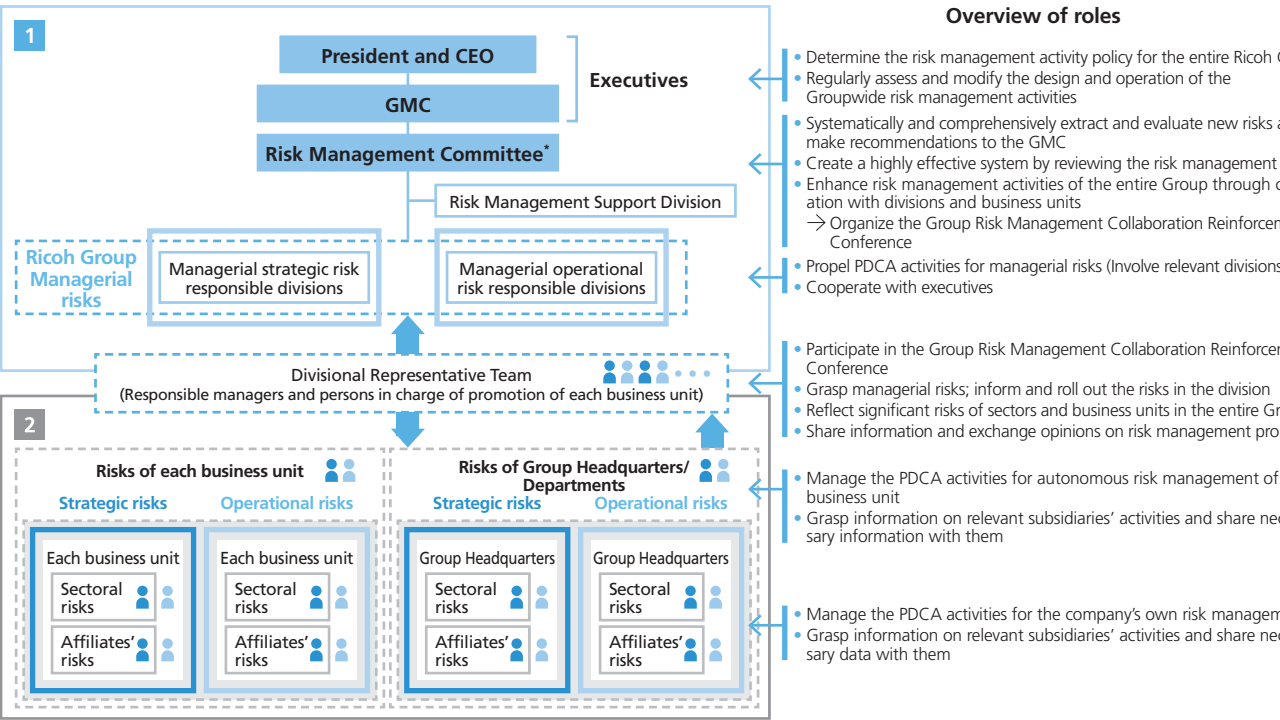 Overview of roles
1
President and CEO
GMC
Executives
Risk Management Committee*
Risk Management Support Division
Ricoh Group
Managerial
risks
Managerial strategic risk
responsible divisions
Managerial operational
risk responsible divisions
Divisional Representative Team
(Responsible managers and persons in charge of promotion of each business unit)
2
Risks of each business unit
Strategic risks
Operational risks
Each business unit
Sectoral
risks
Affiliates’
risks
Each business unit
Sectoral
risks
Affiliates’
risks
Risks of Group Headquarters/
Departments
Strategic risks
Operational risks
Group Headquarters
Sectoral
risks
Affiliates’
risks
Group Headquarters
Sectoral
risks
Affiliates’
risks
• Determine the risk management activity policy for the entire Ricoh
• Regularly assess and modify the design and operation of the
Groupwide risk management activities
• Systematically and comprehensively extract and evaluate new risks
make recommendations to the GMC
• Create a highly effective system by reviewing the risk management
• Enhance risk management activities of the entire Group through
ation with divisions and business units
→ Organize the Group Risk Management Collaboration
Conference
• Propel PDCA activities for managerial risks (Involve relevant divisions
• Cooperate with executives
• Participate in the Group Risk Management Collaboration
Conference
• Grasp managerial risks; inform and roll out the risks in the division
• Reflect significant risks of sectors and business units in the entire
• Share information and exchange opinions on risk management
• Manage the PDCA activities for autonomous risk management of
business unit
• Grasp information on relevant subsidiaries’ activities and share
sary information with them
• Manage the PDCA activities for the company’s own risk
• Grasp information on relevant subsidiaries’ activities and share
sary data with them